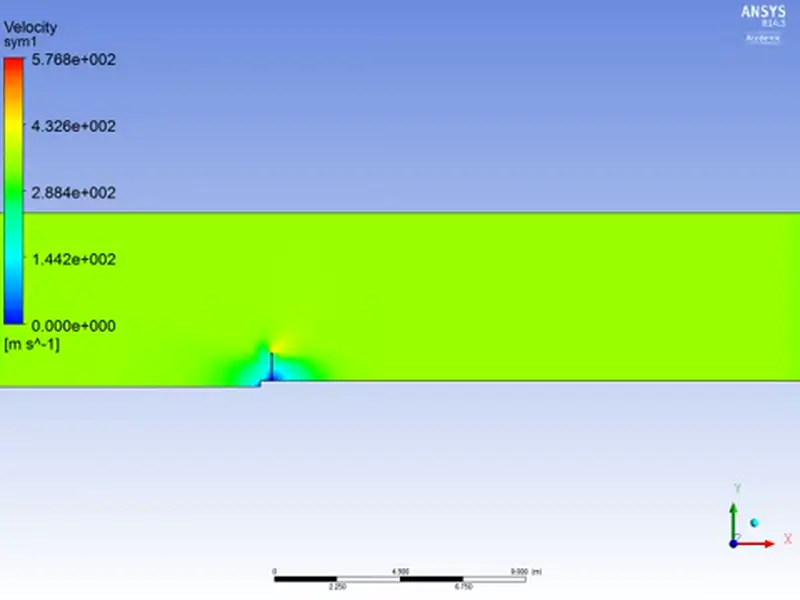 ANSYS
R14.5
Academic
Velocity
sym1
5.768e+002
4.326e+002
2.884e+002
1.442e+002
0.000e+000
[m s^-1]
Y
Z
X
0 4.500 9.000 (m)
2.250 6.750